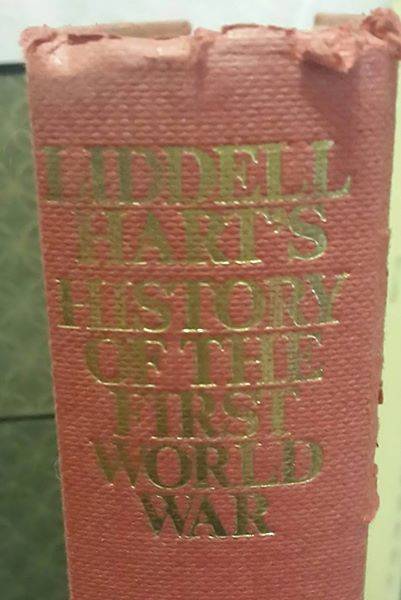 LIDDELL
HART'S
HISTORY
OF THE
FIRST
WORLD
WAR